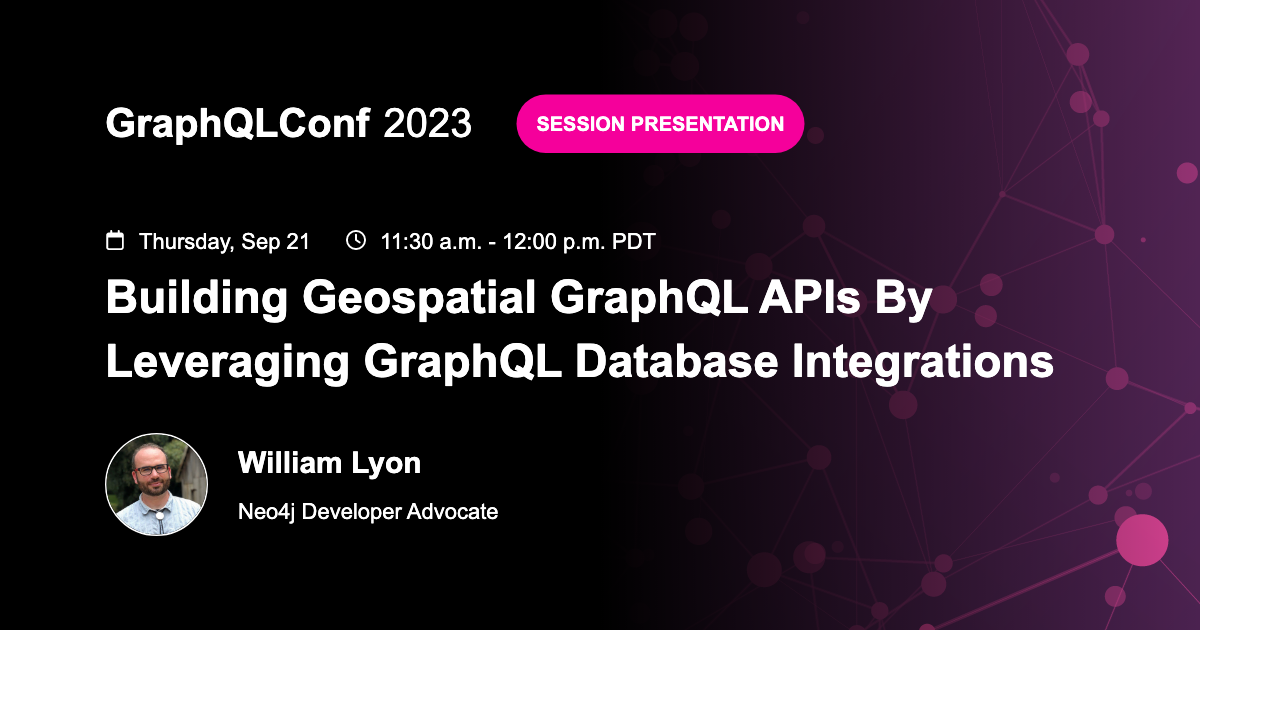 GraphQLConf 2023
SESSION PRESENTATION
Thursday, Sep 21
11:30 a.m. - 12:00 p.m. PDT
Building Geospatial GraphQL APIs By
Leveraging GraphQL Database Integrations
William Lyon
Neo4j Developer Advocate